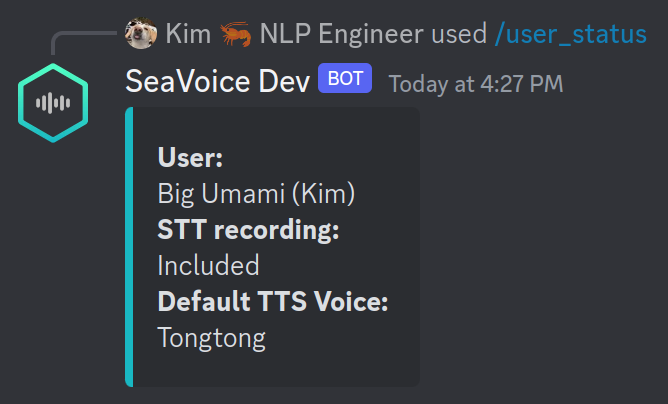 Kim 🦐 NLP Engineer used /user_status
SeaVoice Dev BOT Today at 4:27 PM
User:
Big Umami (Kim)
STT recording:
Included
Default TTS Voice:
Tongtong